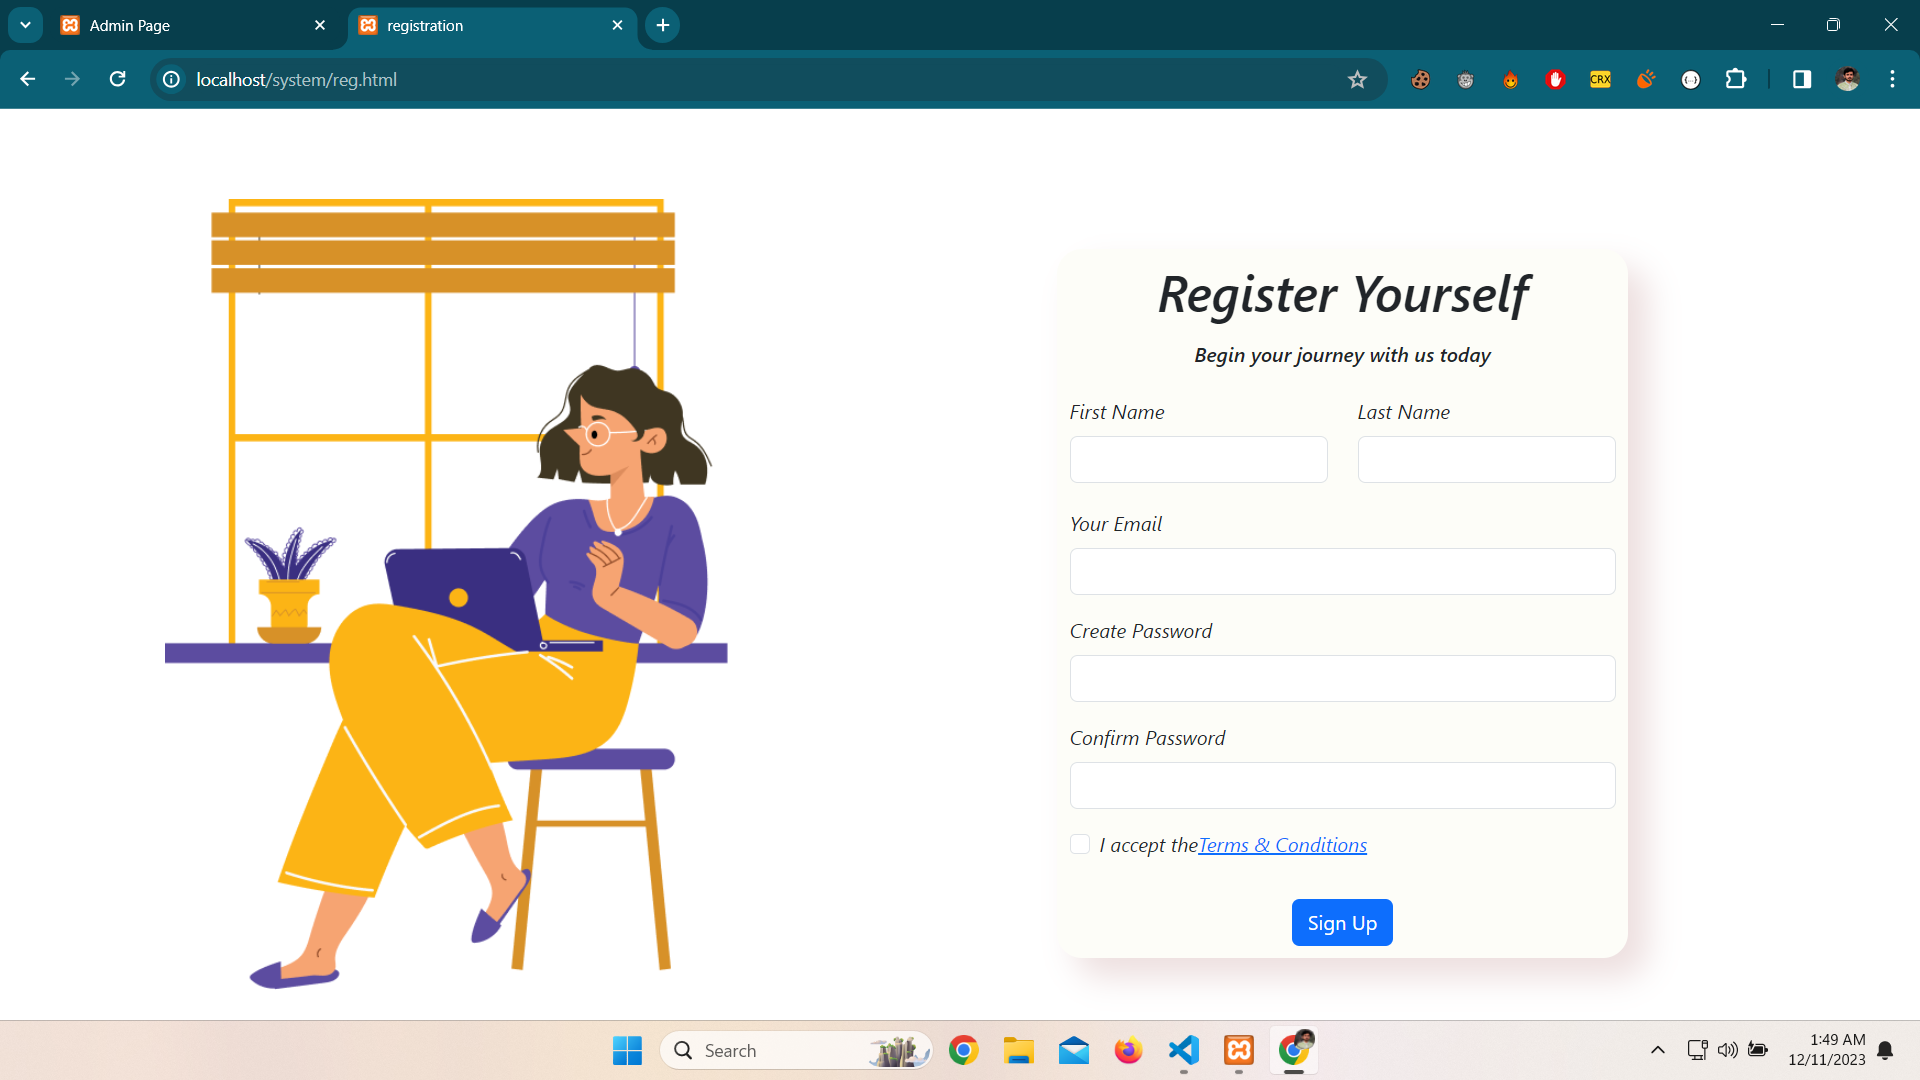 Admin Page
registration
localhost/system/reg.html
CRX
Register Yourself
Begin your journey with us today
First Name
Last Name
Your Email
Create Password
Confirm Password
I accept theTerms & Conditions
Sign Up
Search
1:49 AM
12/11/2023